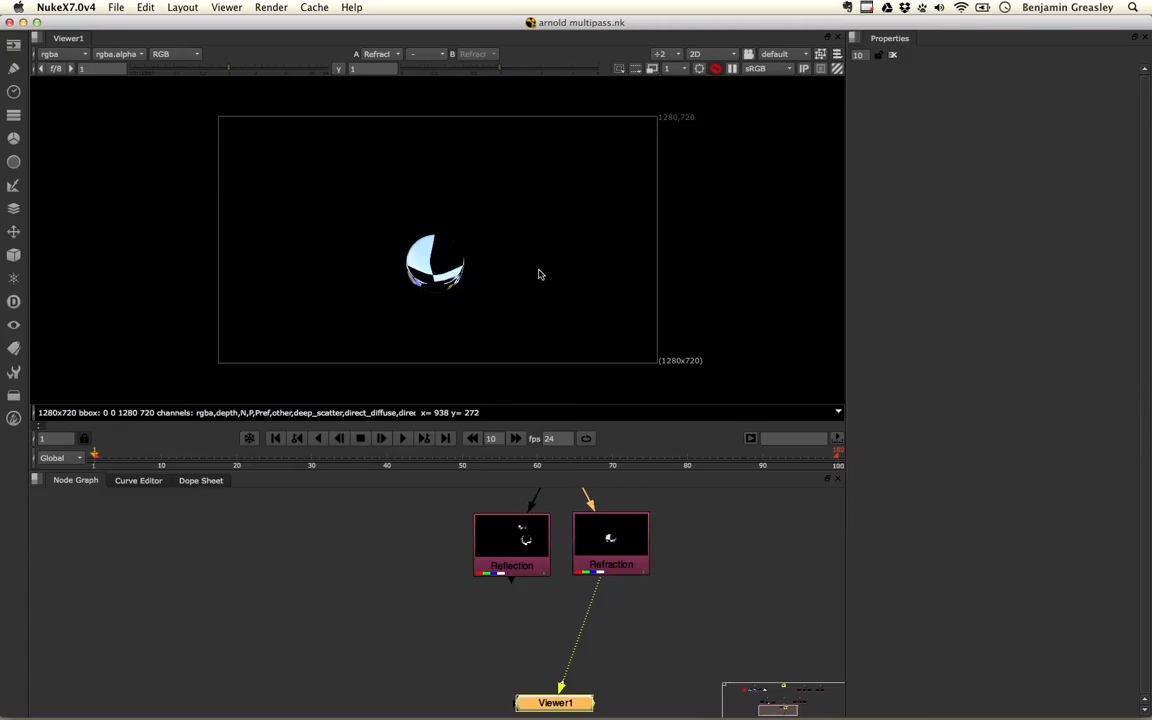 NukeX7.0v4 File Edit Layout Viewer Render Cache Help Benjamin Greasley
arnold multipass.nk
Viewer1 Properties
rgba rgba.alpha RGB A Refract - B Refract ÷2 2D default 10
f/8 1 y 1 1 sRGB IP
1280,720
(1280x720)
1280x720 bbox: 0 0 1280 720 channels: rgba,depth,N,P,Pref,other,deep_scatter,direct_diffuse,direc x= 938 y= 272
1 10 fps 24
Global 1 10 20 30 40 50 60 70 80 90 100
Node Graph Curve Editor Dope Sheet
Reflection Refraction
Viewer1